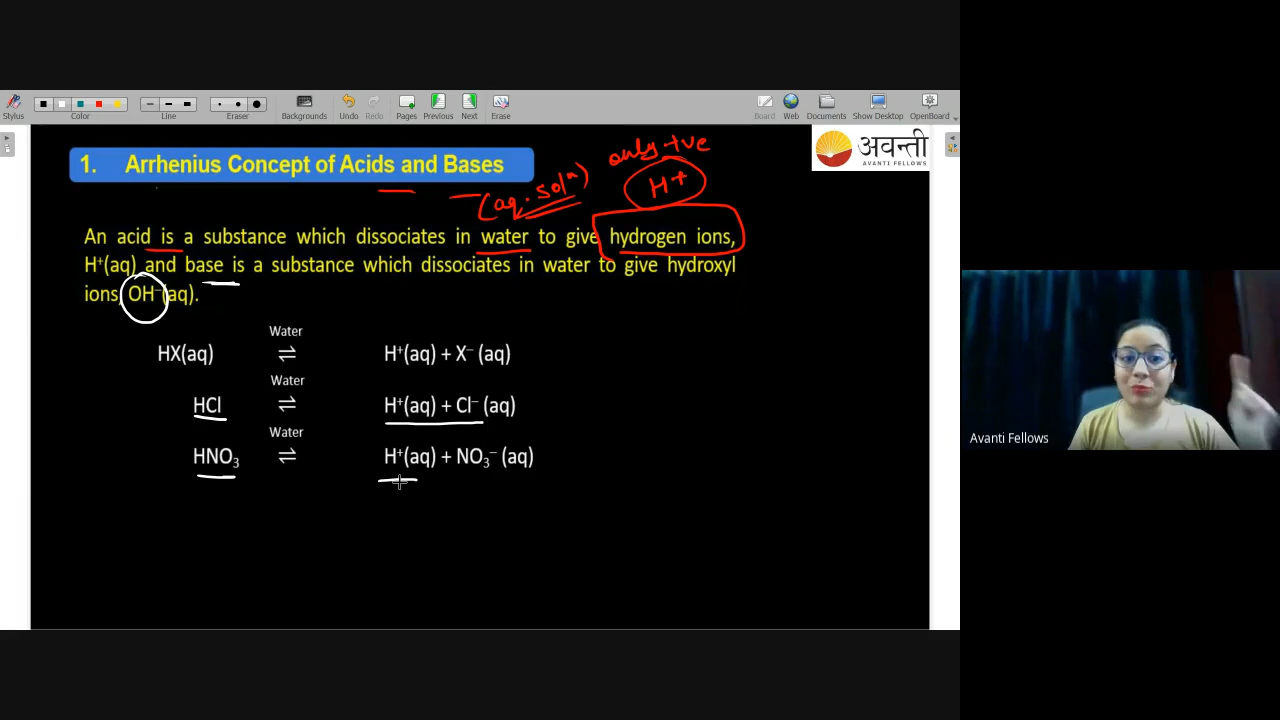 Stylus
Color
Line
Eraser
Backgrounds
Undo
Redo
Pages
Previous
Next
Erase
Board
Web
Documents
Show Desktop
OpenBoard
अवन्ती
AVANTI FELLOWS
1. Arrhenius Concept of Acids and Bases
only +ve
H+
(aq. solⁿ)
An acid is a substance which dissociates in water to give hydrogen ions,
H⁺(aq) and base is a substance which dissociates in water to give hydroxyl
ions, OH⁻(aq).
Water
HX(aq) ⇌ H⁺(aq) + X⁻ (aq)
Water
HCl ⇌ H⁺(aq) + Cl⁻ (aq)
Water
HNO₃ ⇌ H⁺(aq) + NO₃⁻ (aq)
Avanti Fellows